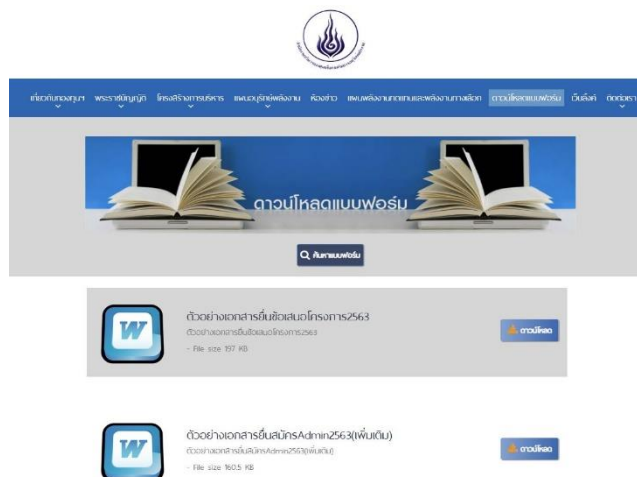 เกี่ยวกับกองทุนฯ พระราชบัญญัติ โครงสร้างการบริหาร แผนอนุรักษ์พลังงาน ห้องข่าว แผนพลังงานทดแทนและพลังงานทางเลือก ดาวน์โหลดแบบฟอร์ม เว็บลิ้งค์ ติดต่อเรา
ดาวน์โหลดแบบฟอร์ม
ค้นหาแบบฟอร์ม
W
ตัวอย่างเอกสารยื่นข้อเสนอโครงการ2563
ตัวอย่างเอกสารยื่นข้อเสนอโครงการ2563
- File size 197 KB
ดาวน์โหลด
W
ตัวอย่างเอกสารยื่นสมัครAdmin2563(เพิ่มเติม)
ตัวอย่างเอกสารยื่นสมัครAdmin2563(เพิ่มเติม)
- File size 160.5 KB
ดาวน์โหลด